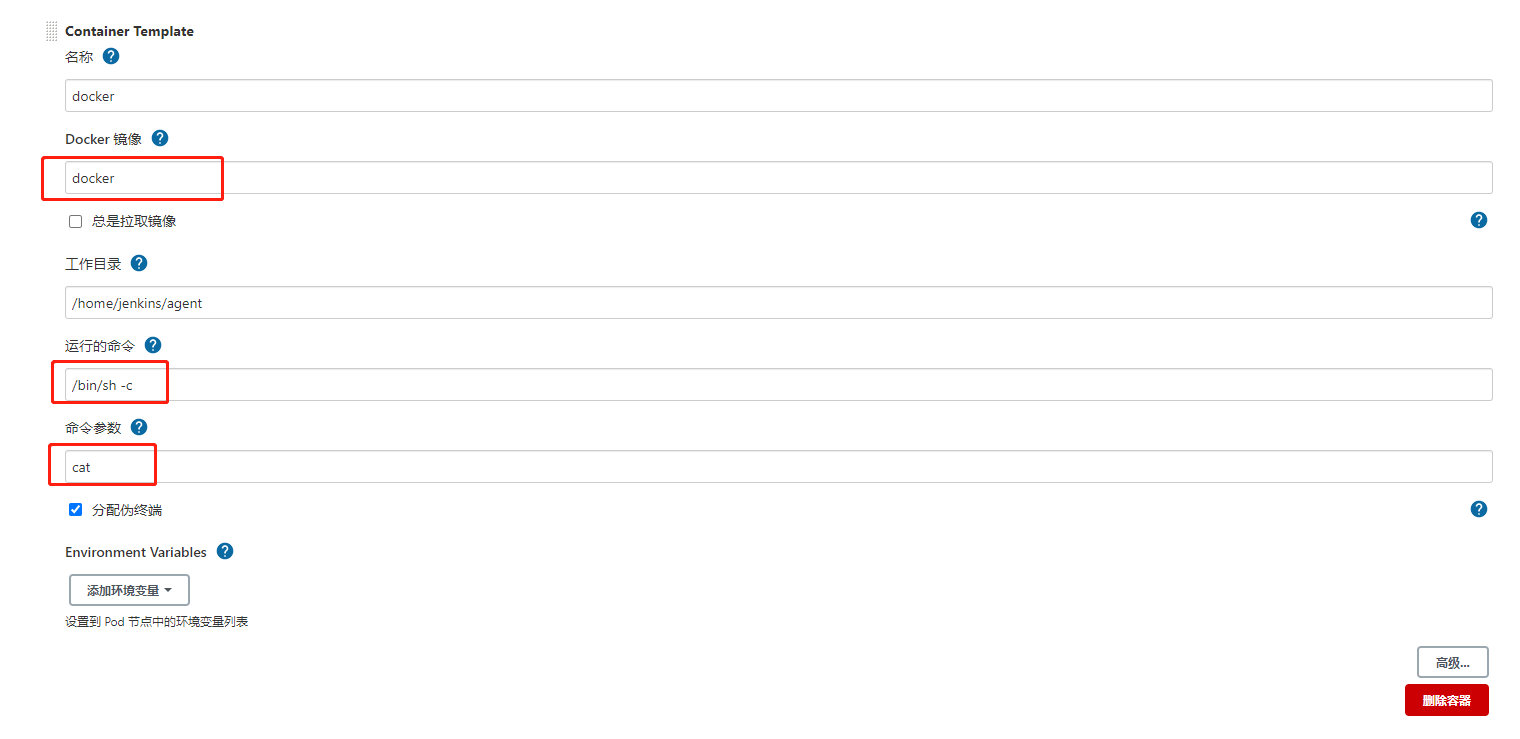 Container Template
名称 ?
docker
Docker 镜像 ?
docker
总是拉取镜像 ?
工作目录 ?
/home/jenkins/agent
运行的命令 ?
/bin/sh -c
命令参数 ?
cat
分配伪终端 ?
Environment Variables ?
添加环境变量
设置到 Pod 节点中的环境变量列表
高级...
删除容器